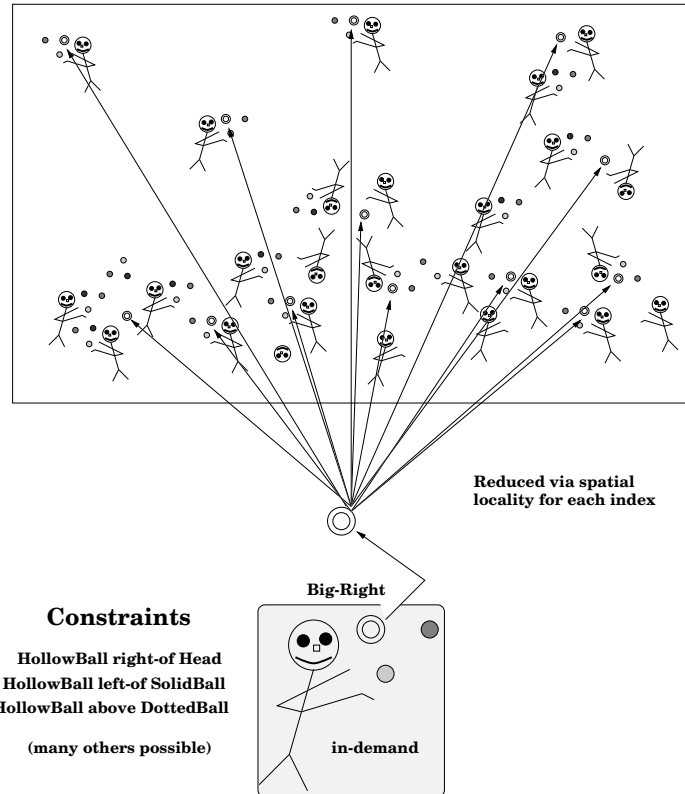 Reduced via spatial
locality for each index
Big-Right
Constraints
HollowBall right-of Head
HollowBall left-of SolidBall
HollowBall above DottedBall
(many others possible)
in-demand